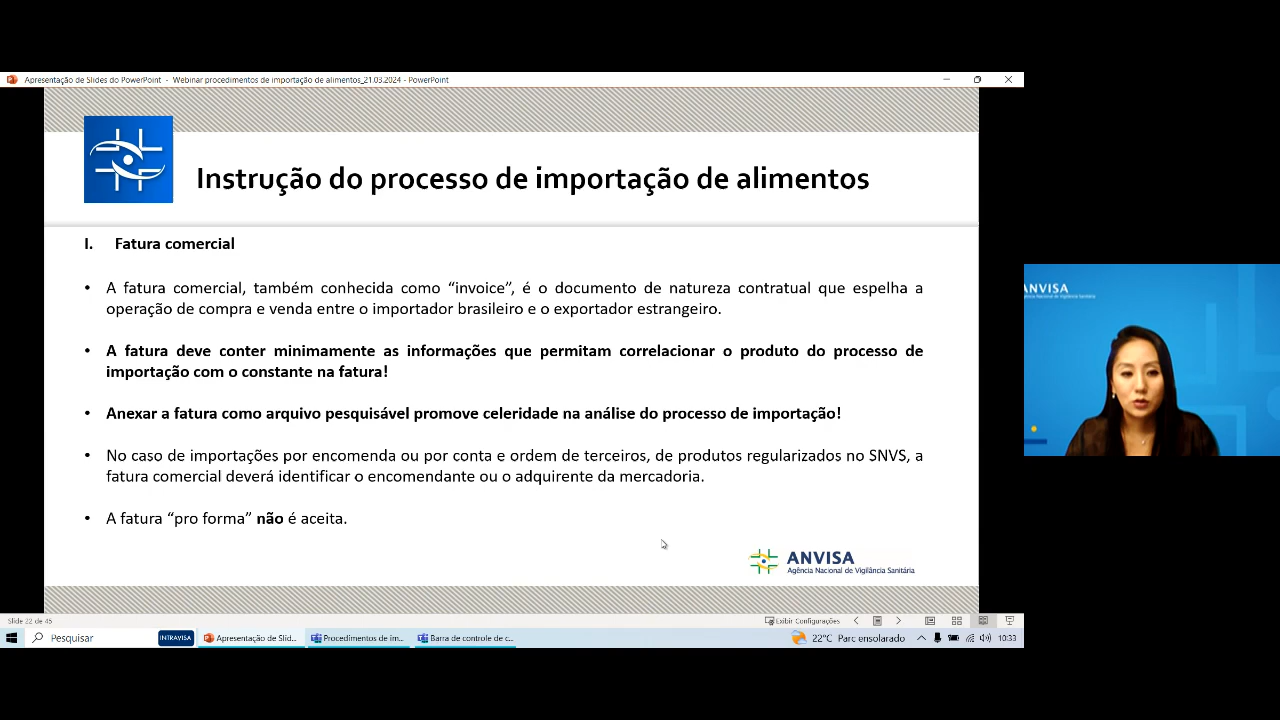 Apresentação de Slides do PowerPoint - Webinar procedimentos de importação de alimentos_21.03.2024 - PowerPoint
Instrução do processo de importação de alimentos
I. Fatura comercial
• A fatura comercial, também conhecida como “invoice”, é o documento de natureza contratual que espelha a
operação de compra e venda entre o importador brasileiro e o exportador estrangeiro.
• A fatura deve conter minimamente as informações que permitam correlacionar o produto do processo de
importação com o constante na fatura!
• Anexar a fatura como arquivo pesquisável promove celeridade na análise do processo de importação!
• No caso de importações por encomenda ou por conta e ordem de terceiros, de produtos regularizados no SNVS, a
fatura comercial deverá identificar o encomendante ou o adquirente da mercadoria.
• A fatura “pro forma” não é aceita.
ANVISA
Agência Nacional de Vigilância Sanitária
ANVISA
Agência Nacional de Vigilância Sanitária
Slide 22 de 45
Exibir Configurações
Pesquisar
INTRAVISA
Apresentação de Slid...
Procedimentos de im...
Barra de controle de c...
22°C Parc ensolarado
10:33